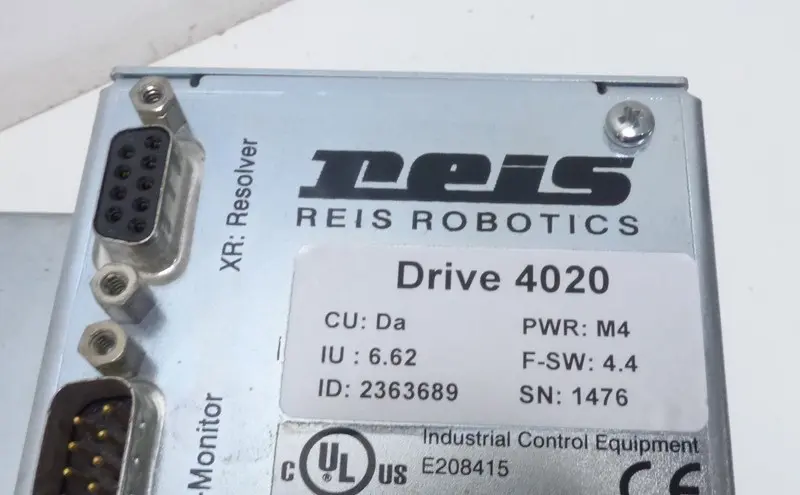 XR: Resolver
reis
REIS ROBOTICS
Drive 4020
CU: Da PWR: M4
IU : 6.62 F-SW: 4.4
ID: 2363689 SN: 1476
-Monitor
Industrial Control Equipment
C UL US E208415
CE